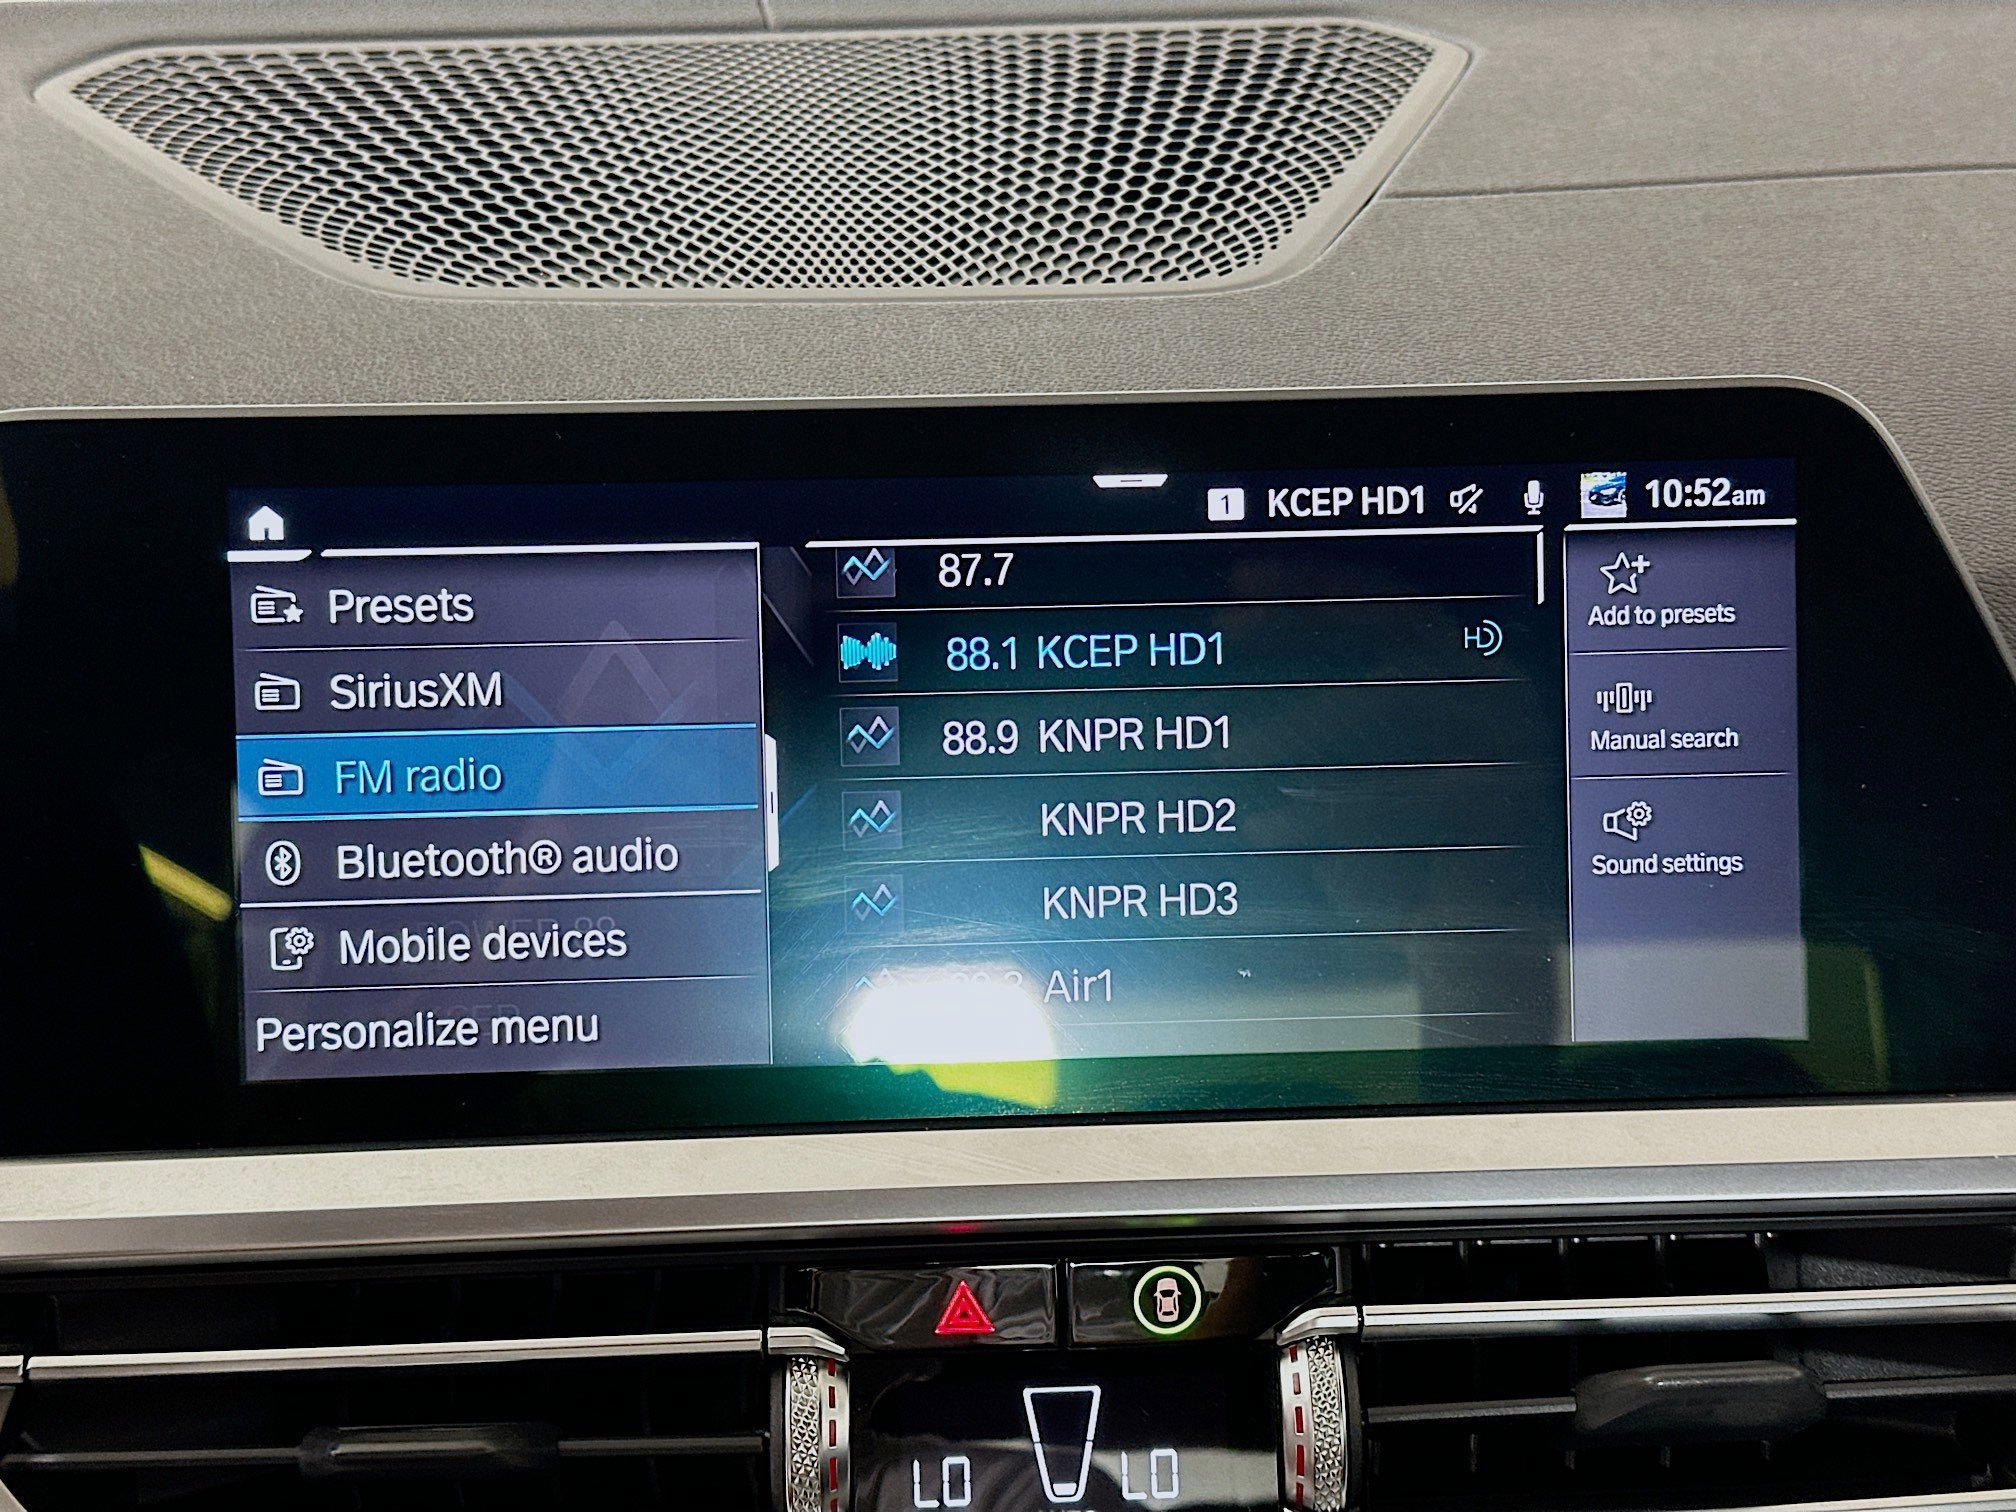 1 KCEP HD1 10:52am
Presets
SiriusXM
FM radio
Bluetooth® audio
Mobile devices
Personalize menu
87.7
88.1 KCEP HD1 HD
88.9 KNPR HD1
KNPR HD2
KNPR HD3
Air1
Add to presets
Manual search
Sound settings
LO LO